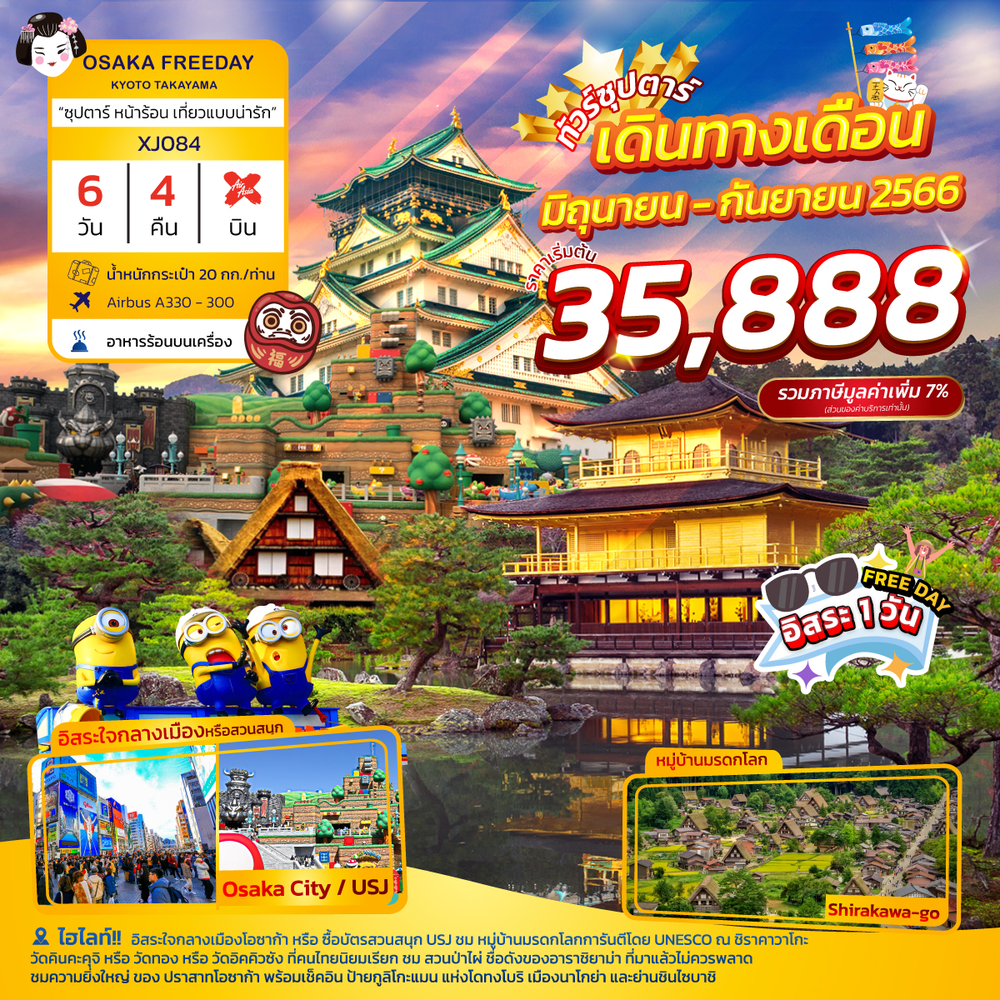 OSAKA FREEDAY
KYOTO TAKAYAMA
“ซุปตาร์ หน้าร้อน เที่ยวแบบน่ารัก”
XJ084
6 4 Air Asia
วัน คืน บิน
น้ำหนักกระเป๋า 20 กก./ท่าน
Airbus A330 - 300
อาหารร้อนบนเครื่อง
福
ทัวร์ซุปตาร์
เดินทางเดือน
มิถุนายน - กันยายน 2566
ราคาเริ่มต้น
35,888
รวมภาษีมูลค่าเพิ่ม 7%
(ส่วนของค่าบริการเท่านั้น)
FREE DAY
อิสระ 1 วัน
อิสระใจกลางเมืองหรือสวนสนุก
Osaka City / USJ
หมู่บ้านมรดกโลก
Shirakawa-go
ไฮไลท์!! อิสระใจกลางเมืองโอซาก้า หรือ ซื้อบัตรสวนสนุก USJ ชม หมู่บ้านมรดกโลกการันตีโดย UNESCO ณ ชิราคาวาโกะ
วัดคินคะคุจิ หรือ วัดทอง หรือ วัดอิคคิวซัง ที่คนไทยนิยมเรียก ชม สวนป่าไผ่ ชื่อดังของอาราชิยาม่า ที่มาแล้วไม่ควรพลาด
ชมความยิ่งใหญ่ ของ ปราสาทโอซาก้า พร้อมเช็คอิน ป้ายกูลิโกะแมน แห่งโดทงโบริ เมืองนาโกย่า และย่านชินไซบาชิ